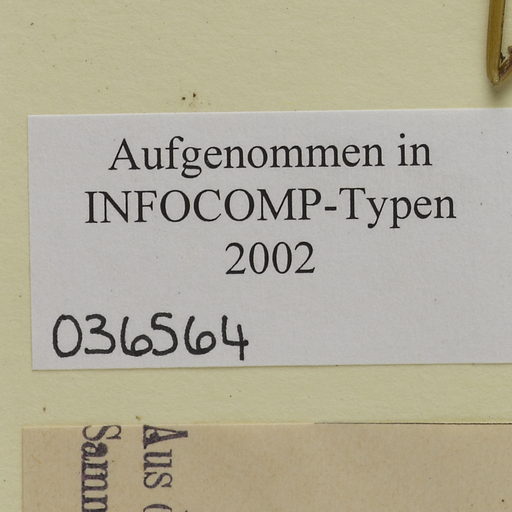 Aufgenommen in
INFOCOMP-Typen
2002
036564
Aus